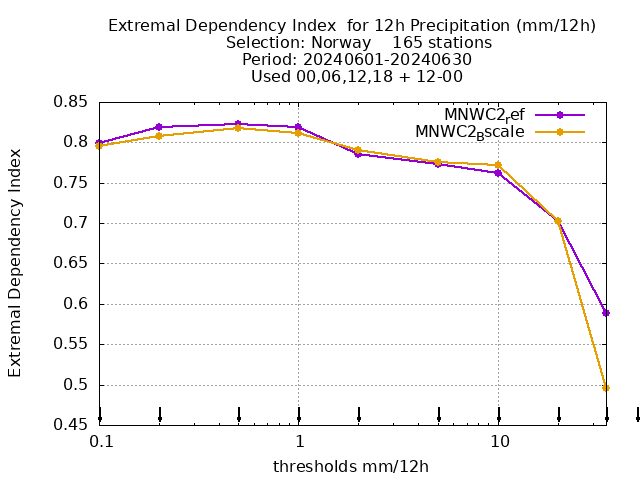 Extremal Dependency Index  for 12h Precipitation (mm/12h)
Selection: Norway    165 stations
Period: 20240601-20240630
Used 00,06,12,18 + 12-00
MNWC2ref
MNWC2Bscale
0.85
0.8
0.75
0.7
0.65
0.6
0.55
0.5
0.45
Extremal Dependency Index
0.1
1
10
thresholds mm/12h